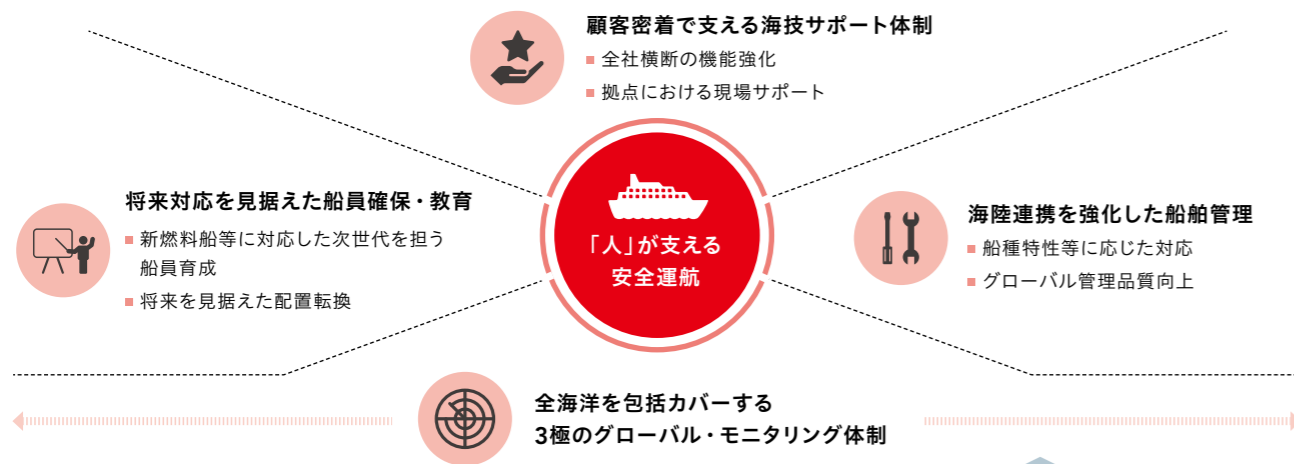 顧客密着で支える海技サポート体制
■ 全社横断の機能強化
■ 拠点における現場サポート
将来対応を見据えた船員確保・教育
■ 新燃料船等に対応した次世代を担う
船員育成
■ 将来を見据えた配置転換
「人」が支える
安全運航
海陸連携を強化した船舶管理
■ 船種特性等に応じた対応
■ グローバル管理品質向上
全海洋を包括カバーする
3極のグローバル・モニタリング体制